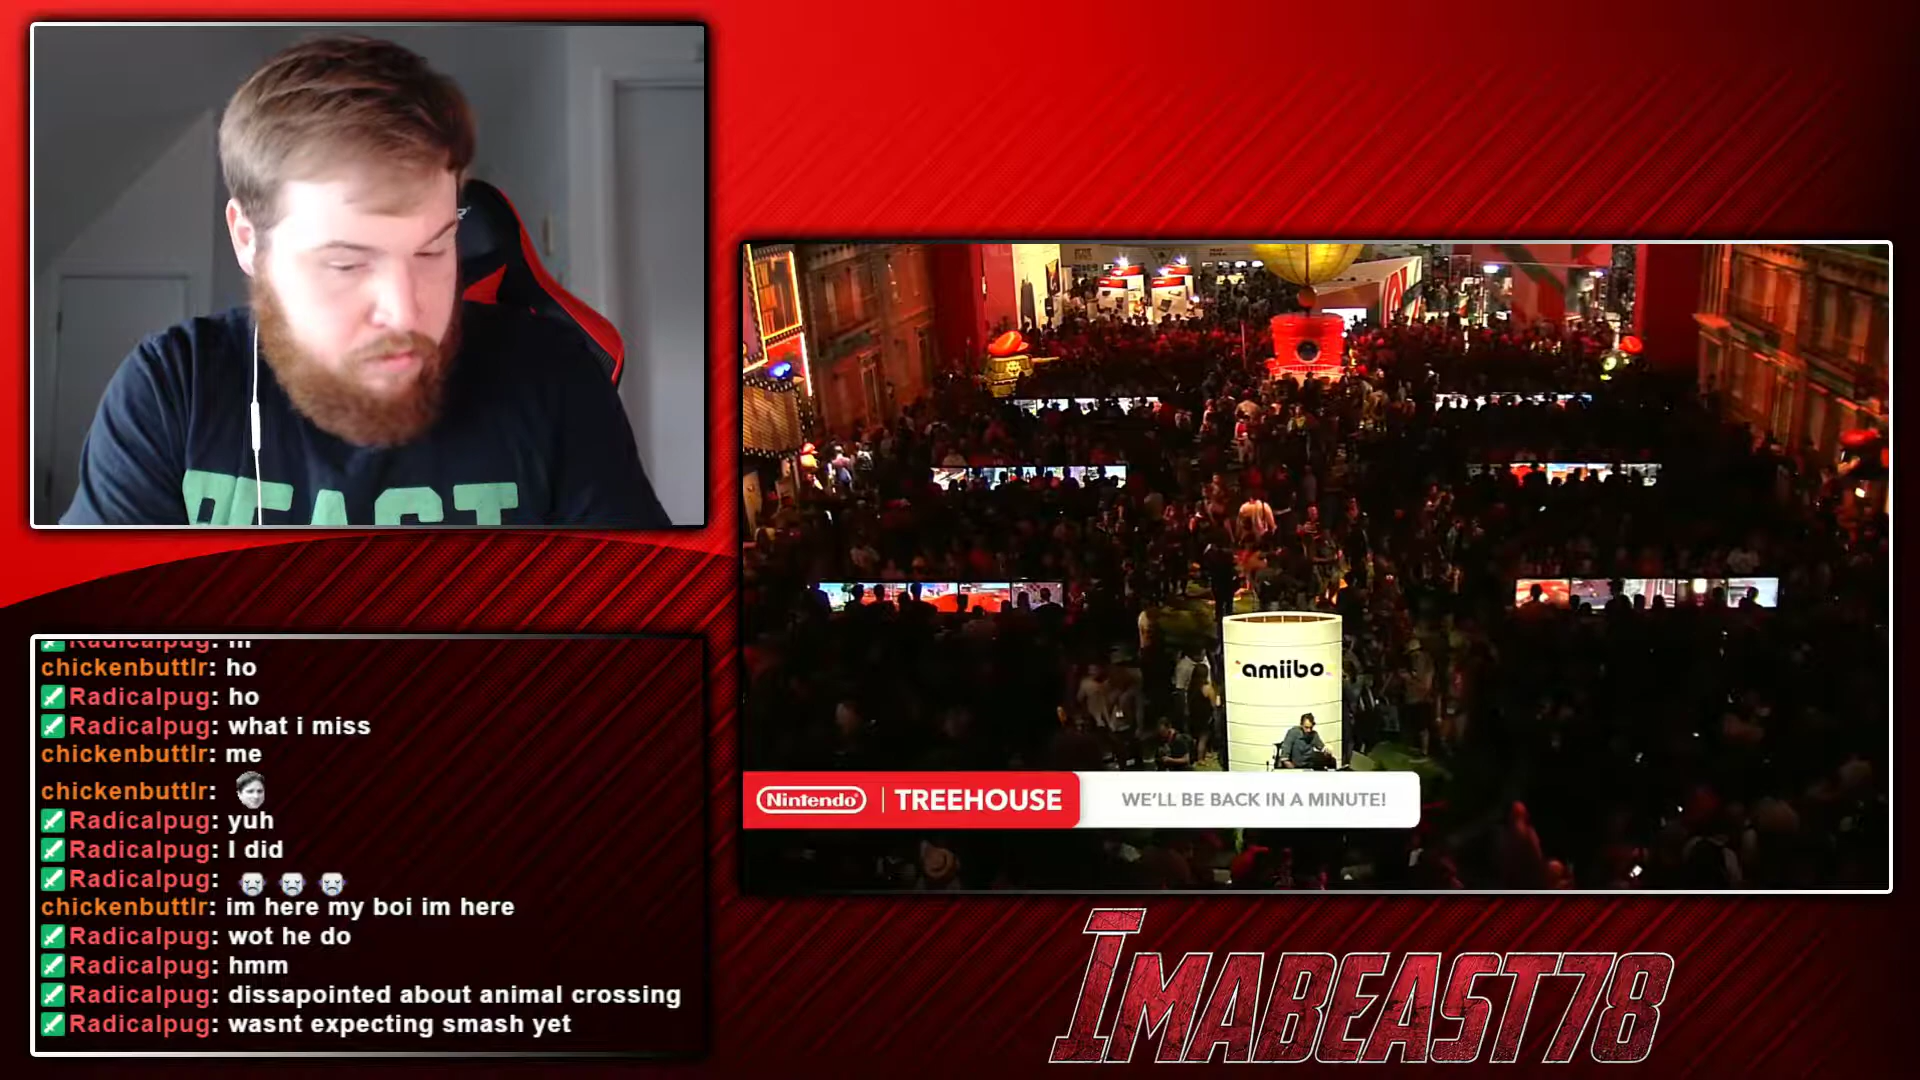 BEAST
amiibo
Nintendo | TREEHOUSE WE'LL BE BACK IN A MINUTE!
chickenbuttlr: ho
Radicalpug: ho
Radicalpug: what i miss
chickenbuttlr: me
chickenbuttlr:
Radicalpug: yuh
Radicalpug: I did
Radicalpug:
chickenbuttlr: im here my boi im here
Radicalpug: wot he do
Radicalpug: hmm
Radicalpug: dissapointed about animal crossing
Radicalpug: wasnt expecting smash yet
IMABEAST78